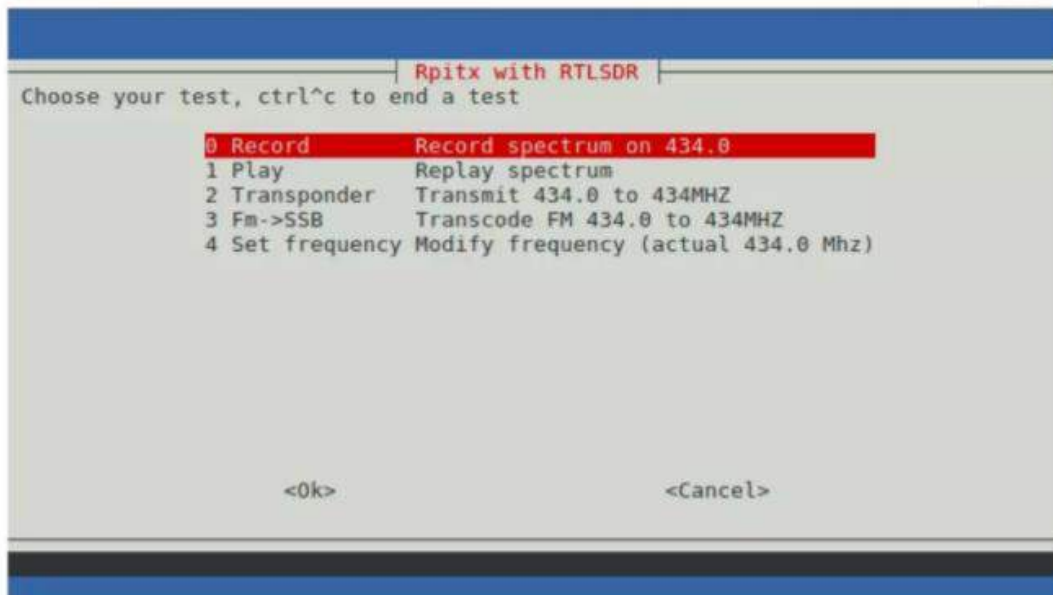 Rpitx with RTLSDR
Choose your test, ctrl^c to end a test
0 Record Record spectrum on 434.0
1 Play Replay spectrum
2 Transponder Transmit 434.0 to 434MHZ
3 Fm->SSB Transcode FM 434.0 to 434MHZ
4 Set frequency Modify frequency (actual 434.0 Mhz)
<Ok> <Cancel>